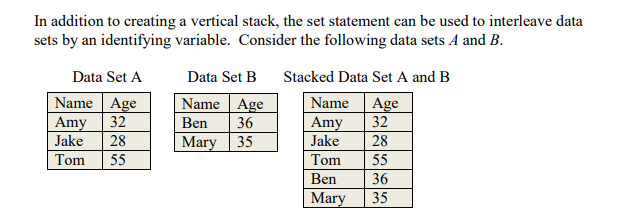 In addition to creating a vertical stack, the set statement can be used to interleave data
sets by an identifying variable.  Consider the following data sets A and B.
Data Set A Data Set B Stacked Data Set A and B
Name Age Name Age Name Age
Amy 32 Ben 36 Amy 32
Jake 28 Mary 35 Jake 28
Tom 55 Tom 55
Ben 36
Mary 35